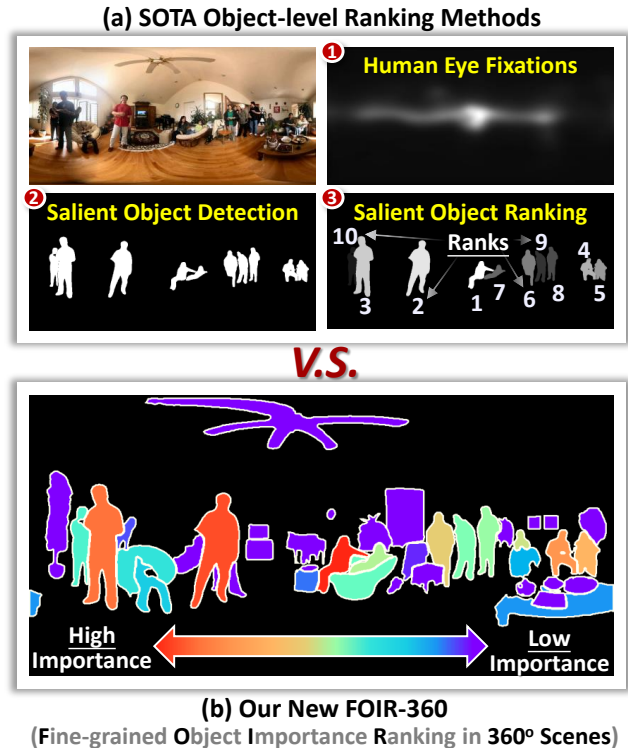 (a) SOTA Object-level Ranking Methods
1
Human Eye Fixations
2
Salient Object Detection
3
Salient Object Ranking
10
Ranks
9
4
3
2
1
7
6
8
5
V.S.
High
Importance
Low
Importance
(b) Our New FOIR-360
(Fine-grained Object Importance Ranking in 360º Scenes)